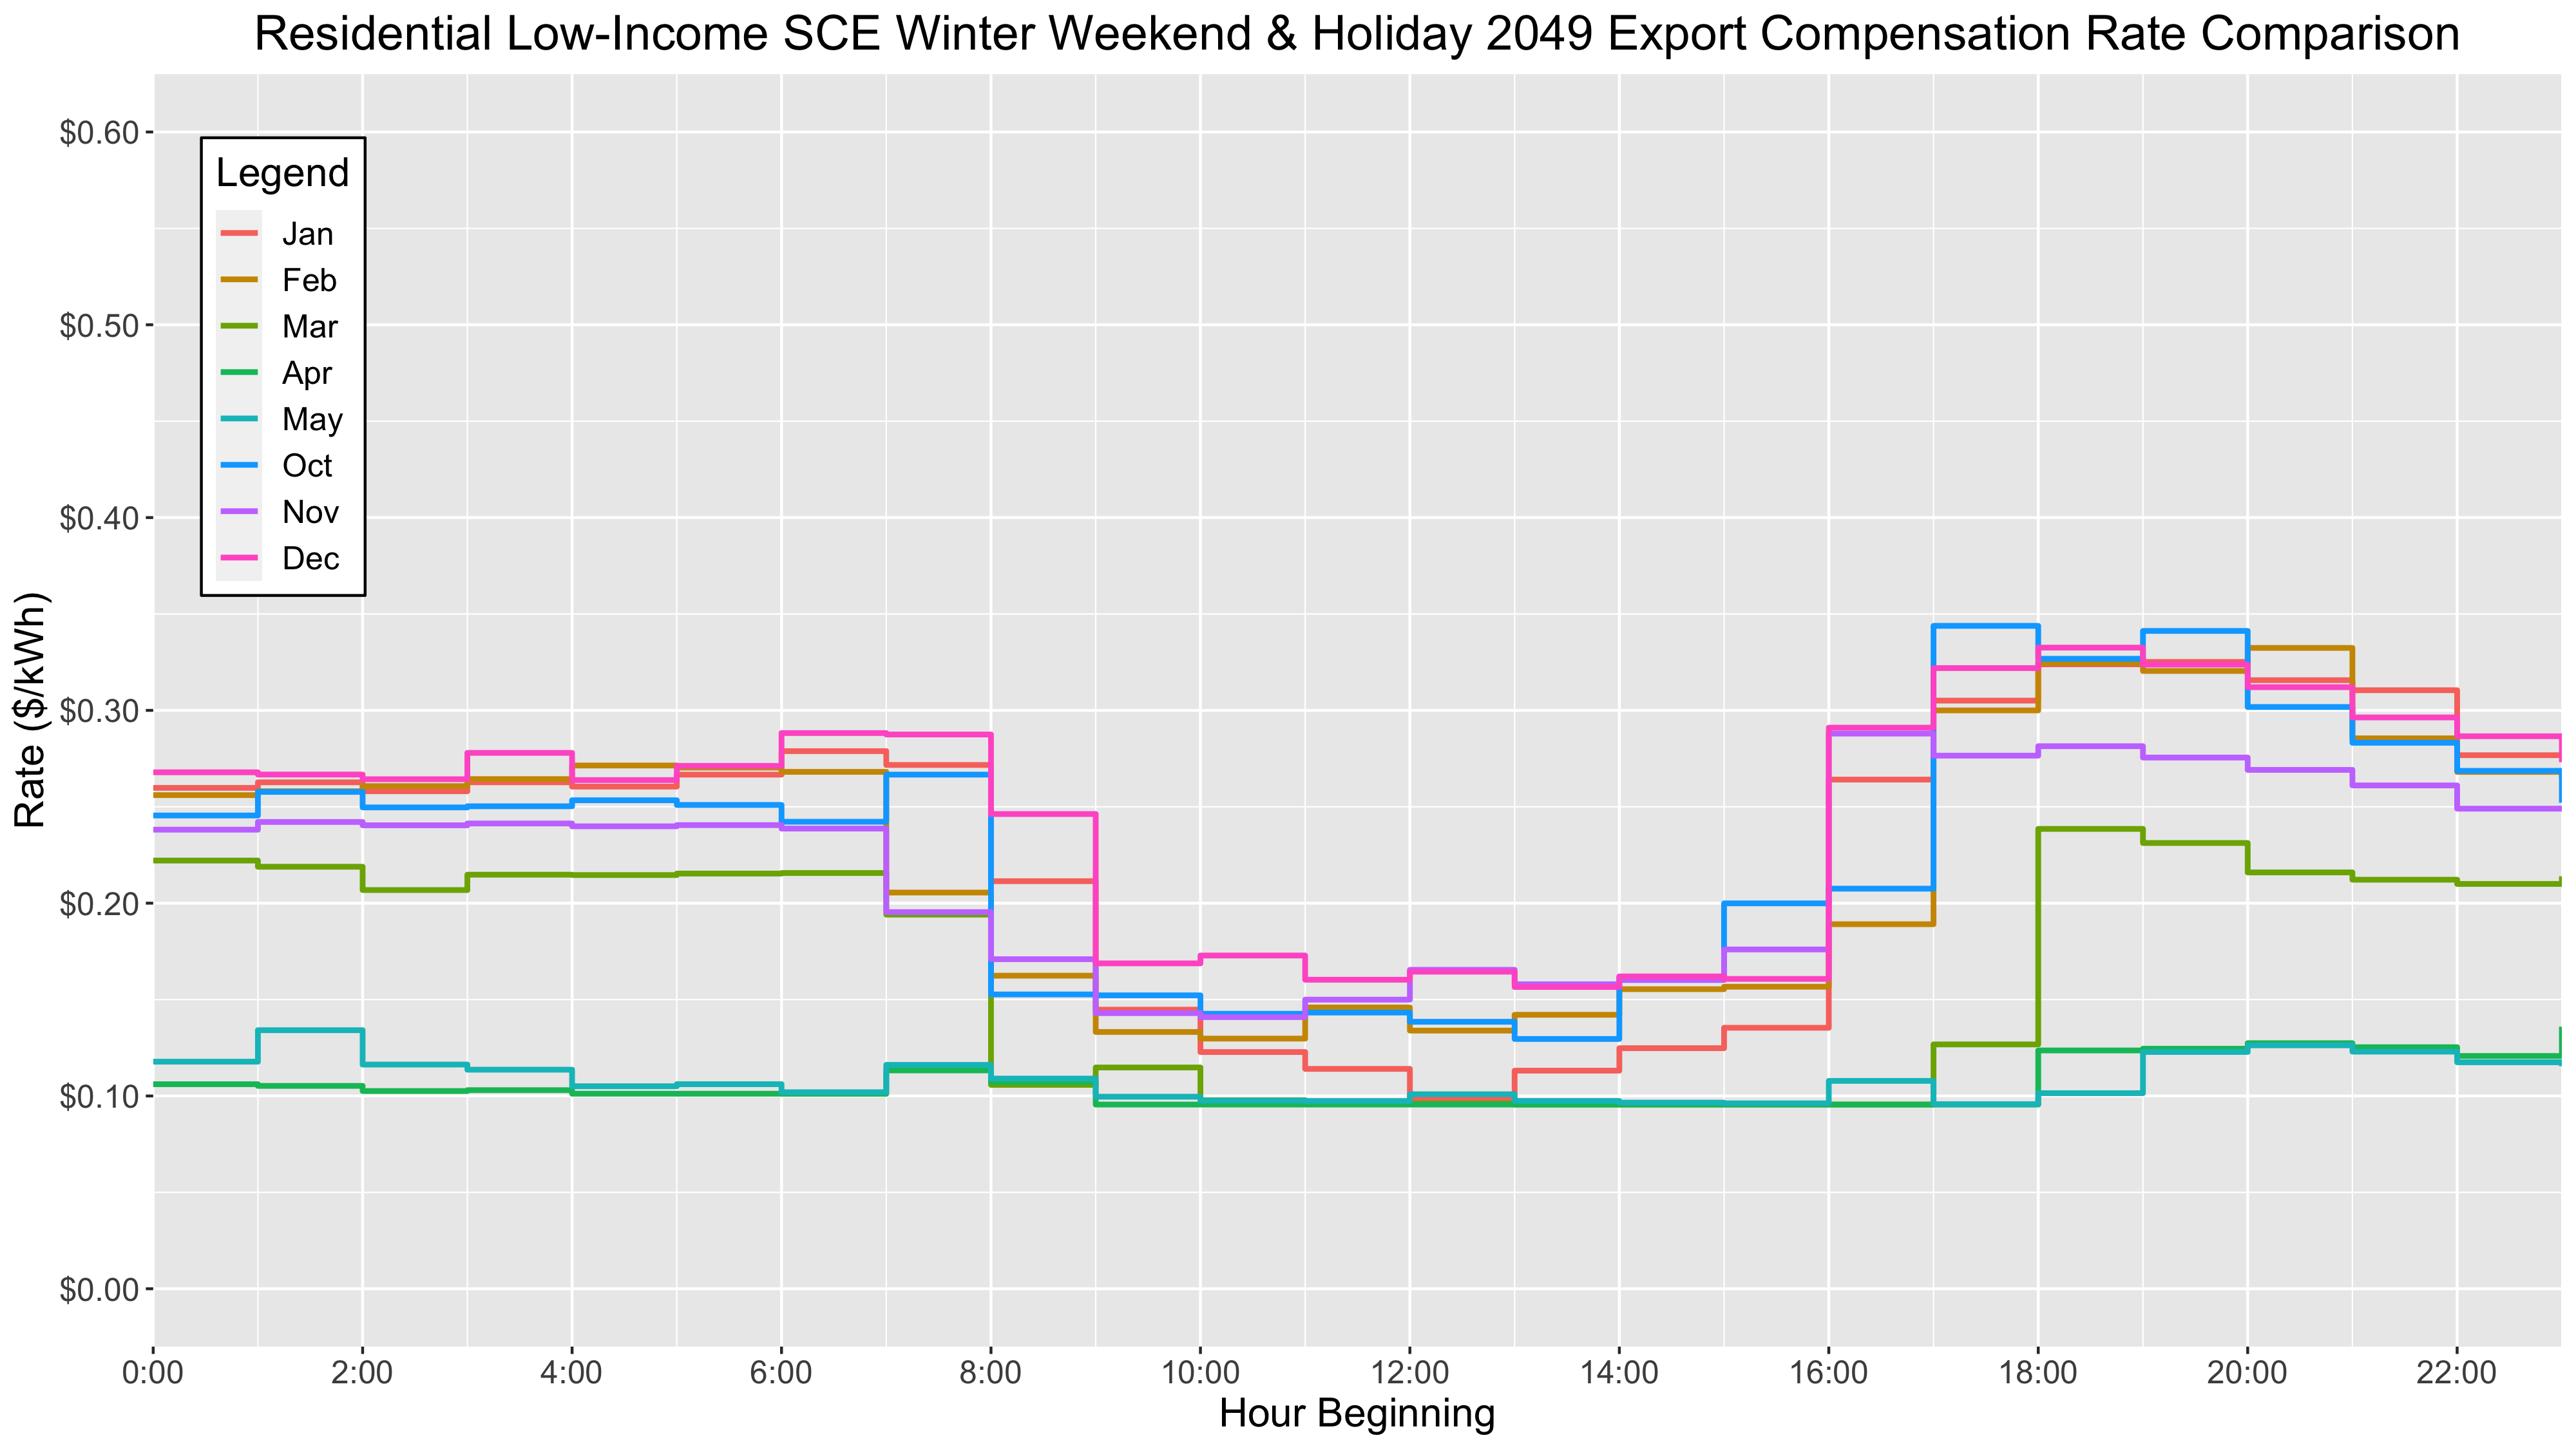 Residential Low-Income SCE Winter Weekend & Holiday 2049 Export Compensation Rate Comparison
Rate ($/kWh)
$0.60
$0.50
$0.40
$0.30
$0.20
$0.10
$0.00
Legend
Jan
Feb
Mar
Apr
May
Oct
Nov
Dec
0:00 2:00 4:00 6:00 8:00 10:00 12:00 14:00 16:00 18:00 20:00 22:00
Hour Beginning